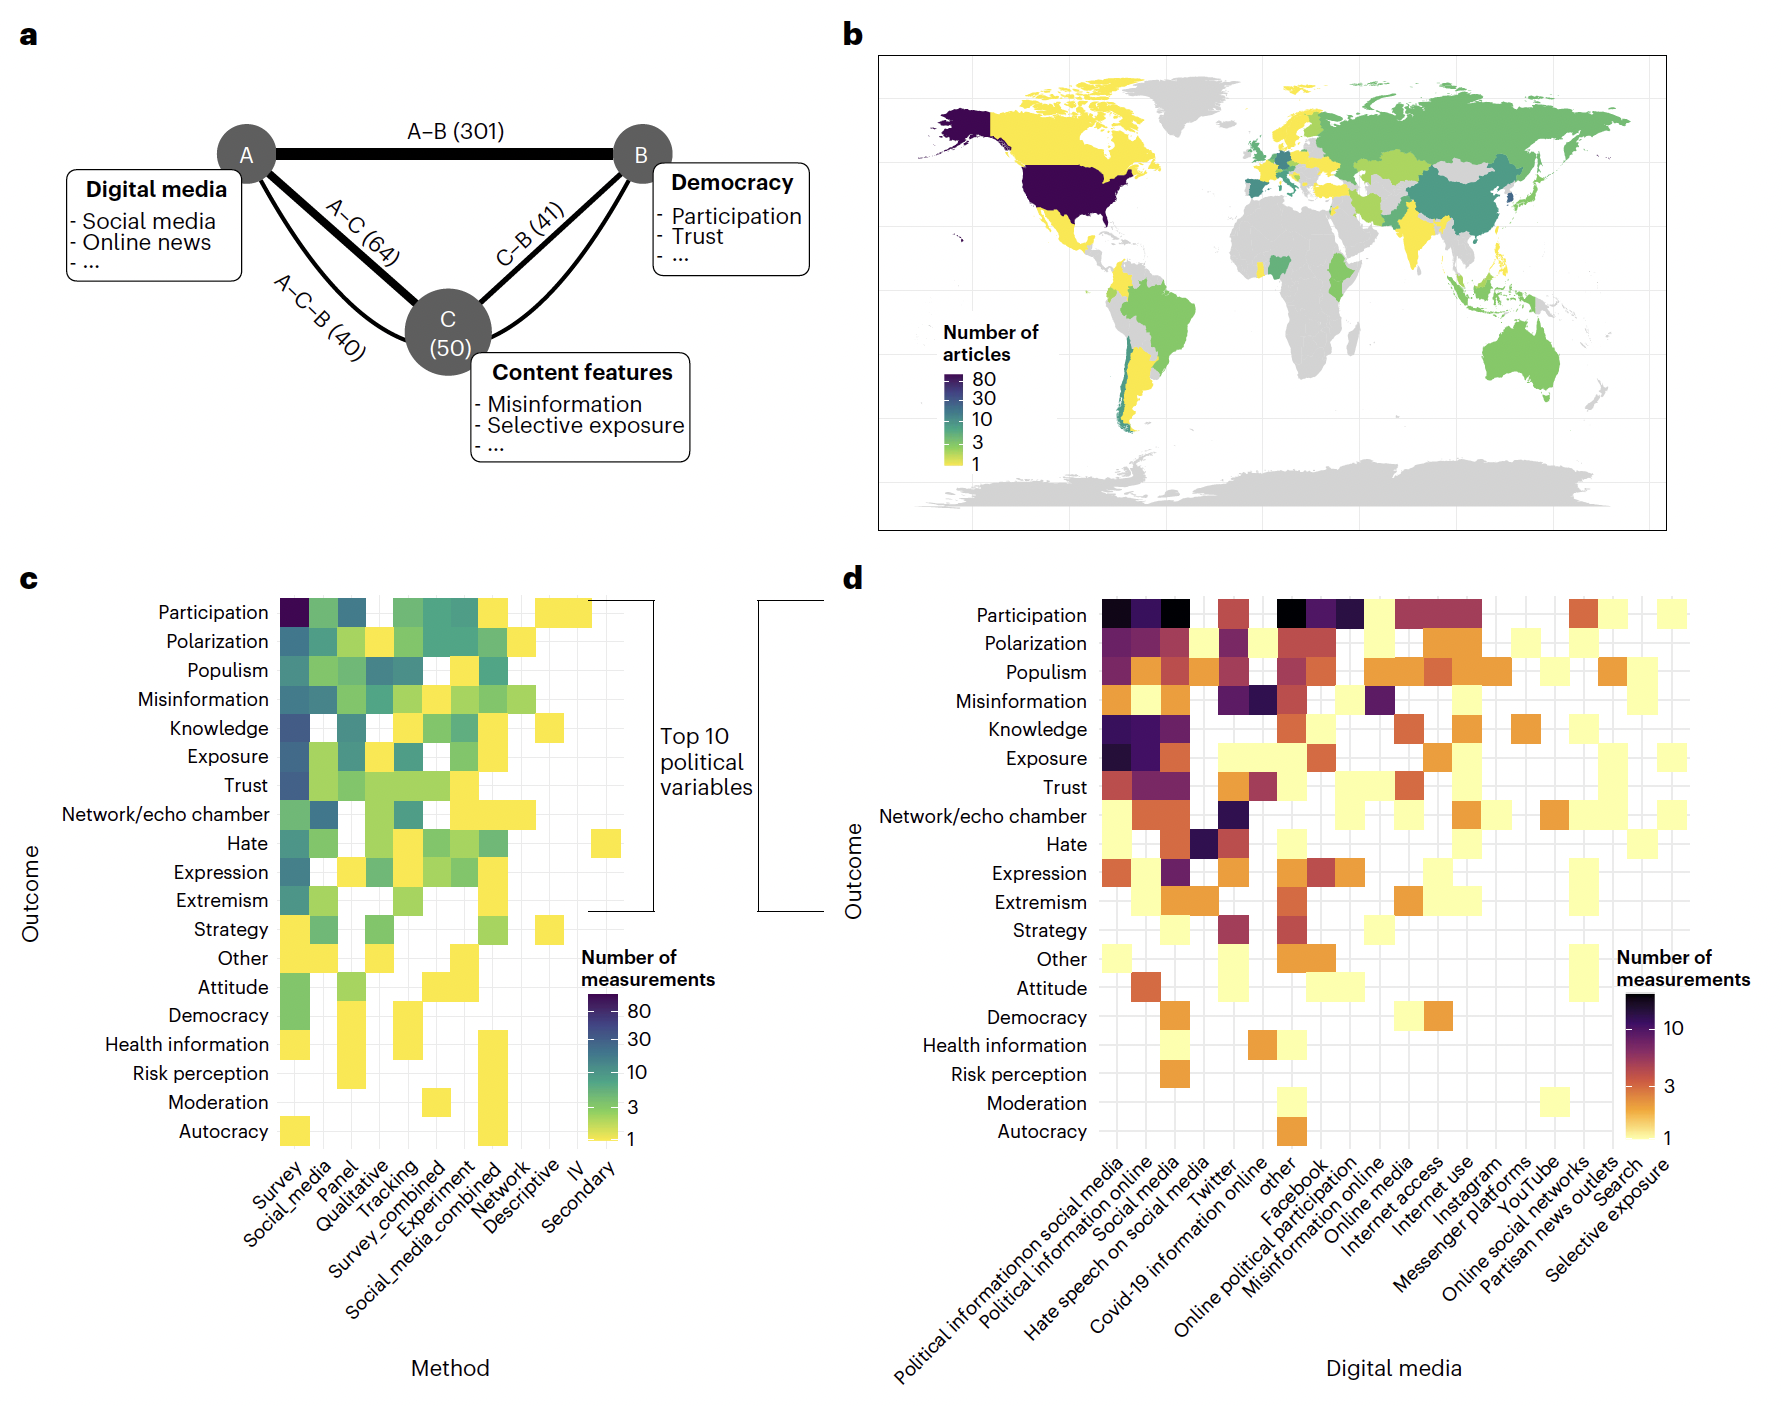 a
A–B (301)
A
B
Digital media
- Social media
- Online news
- ...
Democracy
- Participation
- Trust
- ...
A–C (64)
C–B (41)
A–C–B (40)
C
(50)
Content features
- Misinformation
- Selective exposure
- ...
b
Number of
articles
80
30
10
3
1
c
Outcome
Participation
Polarization
Populism
Misinformation
Knowledge
Exposure
Trust
Network/echo chamber
Hate
Expression
Extremism
Strategy
Other
Attitude
Democracy
Health information
Risk perception
Moderation
Autocracy
Top 10
political
variables
Number of
measurements
80
30
10
3
1
Survey
Social_media
Panel
Qualitative
Tracking
Survey_combined
Experiment
Social_media_combined
Network
Descriptive
IV
Secondary
Method
d
Outcome
Participation
Polarization
Populism
Misinformation
Knowledge
Exposure
Trust
Network/echo chamber
Hate
Expression
Extremism
Strategy
Other
Attitude
Democracy
Health information
Risk perception
Moderation
Autocracy
Number of
measurements
10
3
1
Political informationon social media
Political information online
Social media
Hate speech on social media
Twitter
Covid-19 information online
other
Facebook
Online political participation
Misinformation online
Online media
Internet access
Internet use
Instagram
Messenger platforms
YouTube
Online social networks
Partisan news outlets
Search
Selective exposure
Digital media